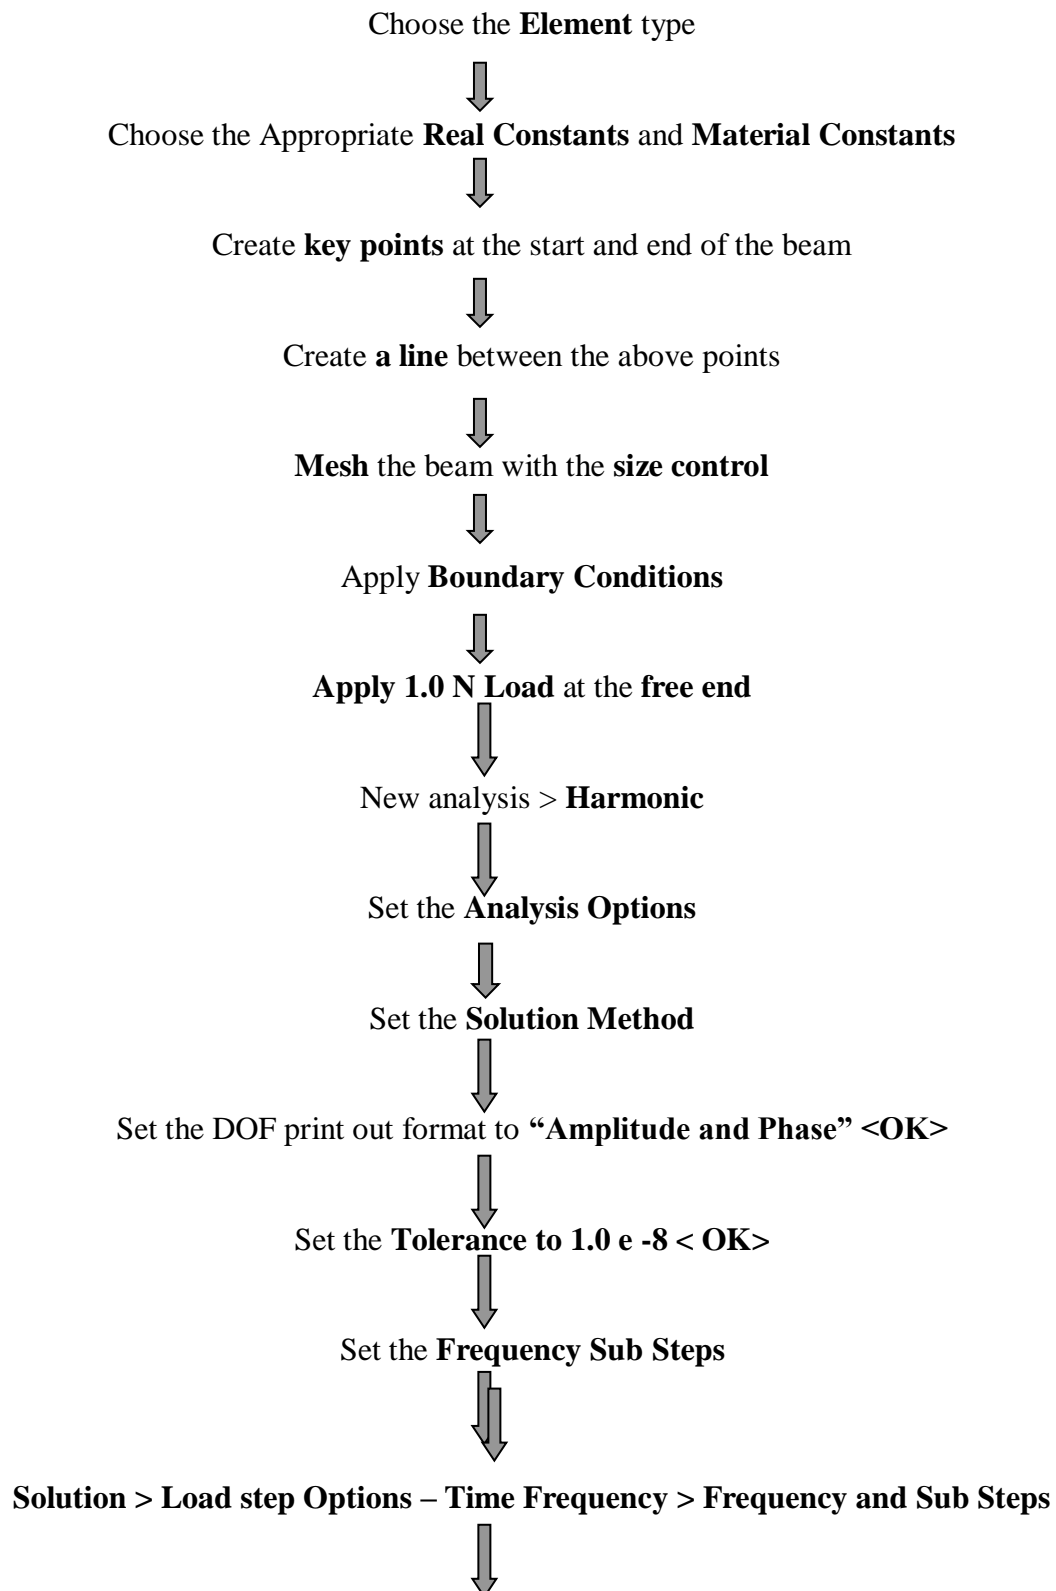 Choose the Element type
Choose the Appropriate Real Constants and Material Constants
Create key points at the start and end of the beam
Create a line between the above points
Mesh the beam with the size control
Apply Boundary Conditions
Apply 1.0 N Load at the free end
New analysis > Harmonic
Set the Analysis Options
Set the Solution Method
Set the DOF print out format to “Amplitude and Phase” <OK>
Set the Tolerance to 1.0 e -8 < OK>
Set the Frequency Sub Steps
Solution > Load step Options – Time Frequency > Frequency and Sub Steps